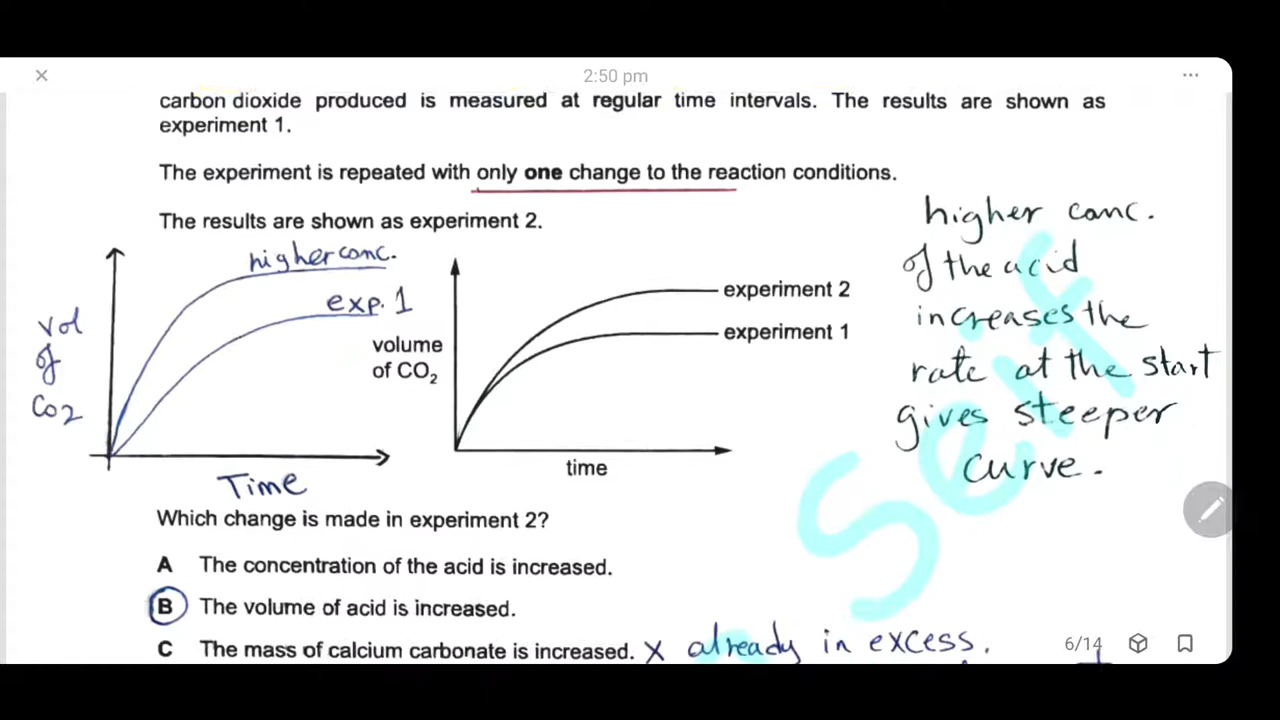 2:50 pm
carbon dioxide produced is measured at regular time intervals. The results are shown as
experiment 1.
The experiment is repeated with only one change to the reaction conditions.
The results are shown as experiment 2.
higher conc.
of the acid
increases the
rate at the start
gives steeper
curve.
higher conc.
exp. 1
vol
of
CO2
Time
experiment 2
experiment 1
volume
of CO2
time
Seif
Which change is made in experiment 2?
A The concentration of the acid is increased.
B The volume of acid is increased.
C The mass of calcium carbonate is increased. X already in excess.
6/14